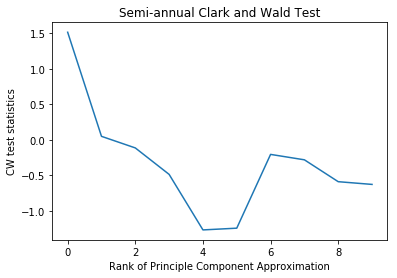 Semi-annual Clark and Wald Test
CW test statistics
1.5
1.0
0.5
0.0
−0.5
−1.0
0 2 4 6 8
Rank of Principle Component Approximation